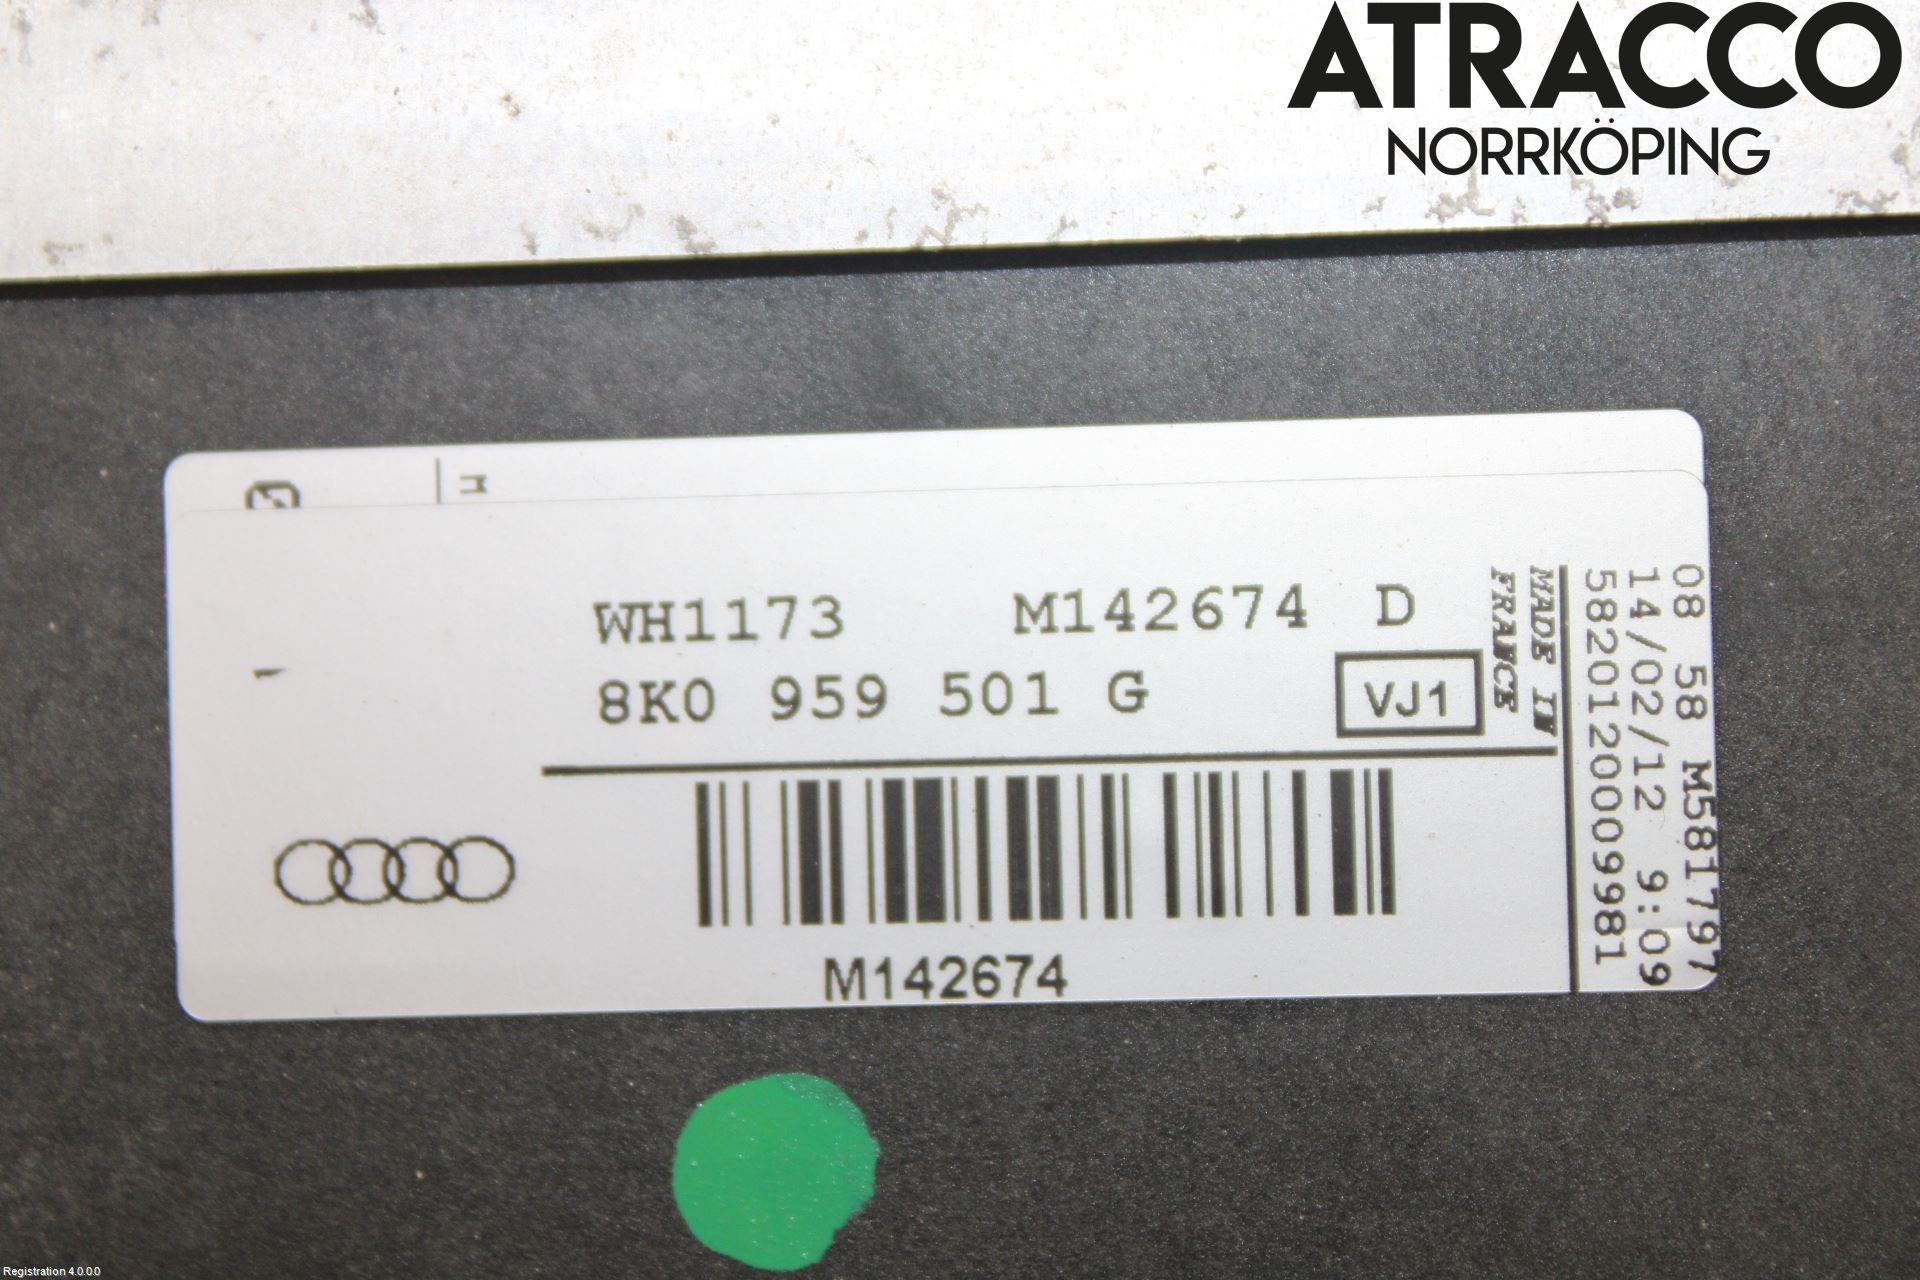 ATRACCO
NORRKÖPING
WH1173 M142674 D
8K0 959 501 G
VJ1
MADE IN
FRANCE
M142674
08 58 M581797
14/02/12 9:09
5820120009981
Registration 4.0.0.0